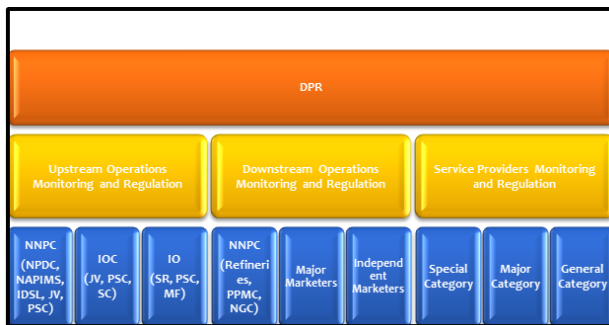 DPR
Upstream Operations
Monitoring and Regulation
Downstream Operations
Monitoring and Regulation
Service Providers Monitoring
and Regulation
NNPC
(NPDC,
NAPIMS,
IDSL, JV,
PSC)
IOC
(JV, PSC,
SC)
IO
(SR, PSC,
MF)
NNPC
(Refineri
es,
PPMC,
NGC)
Major
Marketers
Independ
ent
Marketers
Special
Category
Major
Category
General
Category